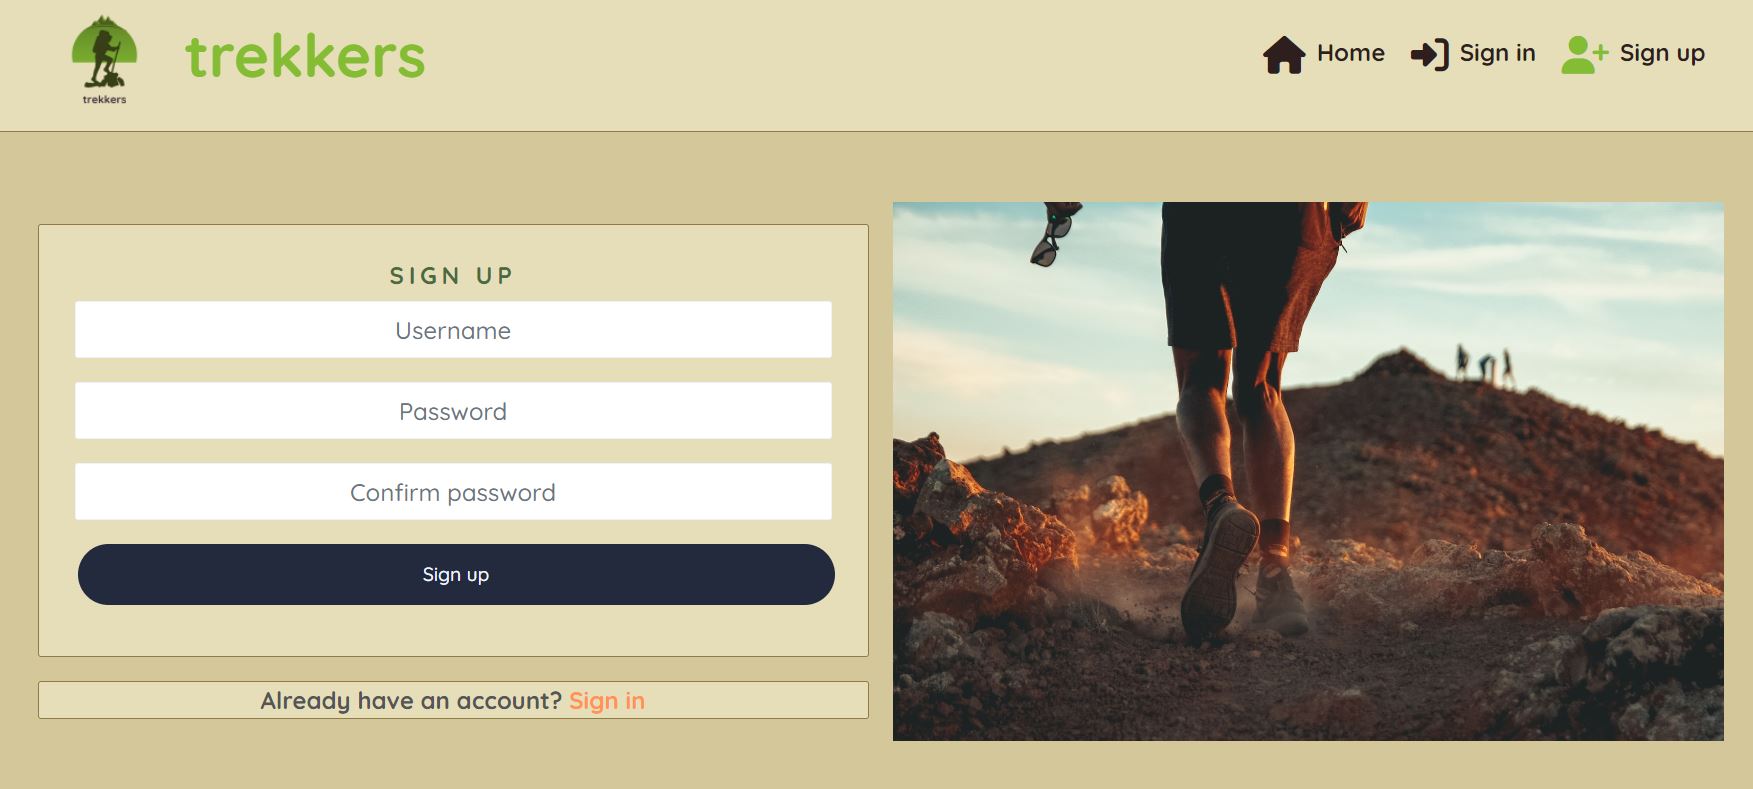 trekkers
trekkers
Home Sign in Sign up
SIGN UP
Username
Password
Confirm password
Sign up
Already have an account? Sign in